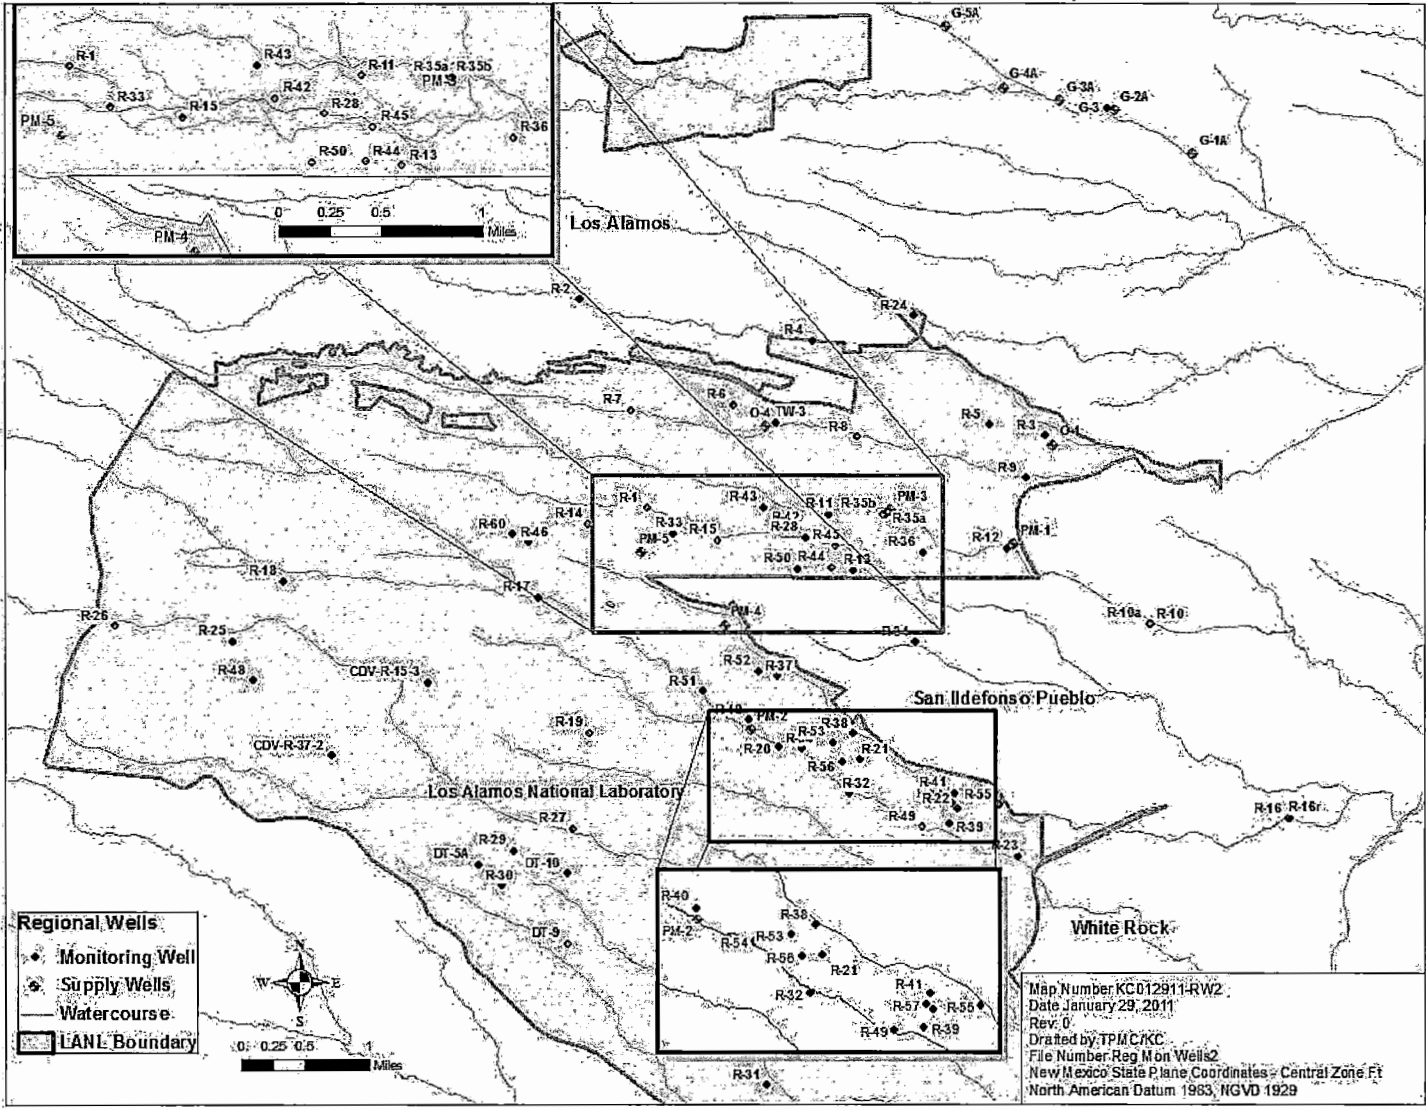 R-1
R-43
R-11
R-35a
R-35b
PM-3
R-42
R-33
R-15
R-28
R-45
PM-5
R-36
R-50
R-44
R-13
0 0.25 0.5 1
Miles
PM-4
G-5A
G-4A
G-3A
G-3
G-2A
G-1A
Los Alamos
R-2
R-24
R-4
R-7
R-6
O-4
TW-3
R-8
R-5
R-3
O-1
R-9
R-1
R-43
R-11
R-35b
PM-3
R-42
R-35a
R-14
R-33
R-15
R-28
R-45
R-60
R-46
PM-5
R-36
R-12
PM-1
R-50
R-44
R-13
R-18
R-17
PM-4
R-10a
R-10
R-26
R-25
R-34
R-48
CDV-R-15-3
R-52
R-37
R-51
San Ildefonso Pueblo
PM-2
R-38
R-53
R-19
R-20
R-21
CDV-R-37-2
R-56
R-32
R-41
R-55
Los Alamos National Laboratory
R-22
R-49
R-39
R-16
R-16r
R-27
R-29
DT-5A
DT-10
R-30
R-23
R-40
PM-2
R-38
R-53
R-541
R-56
R-21
R-41
R-32
R-57
R-55
R-49
R-39
DT-9
White Rock
Regional Wells
Monitoring Well
Supply Wells
Watercourse
LANL Boundary
N
W E
S
0 0.25 0.5 1
Miles
R-31
Map Number KC012911-RW2
Date January 29, 2011
Rev. 0
Drafted by TPMC/KC
File Number Reg Mon Wells2
New Mexico State Plane Coordinates - Central Zone Ft
North American Datum 1983, NGVD 1929